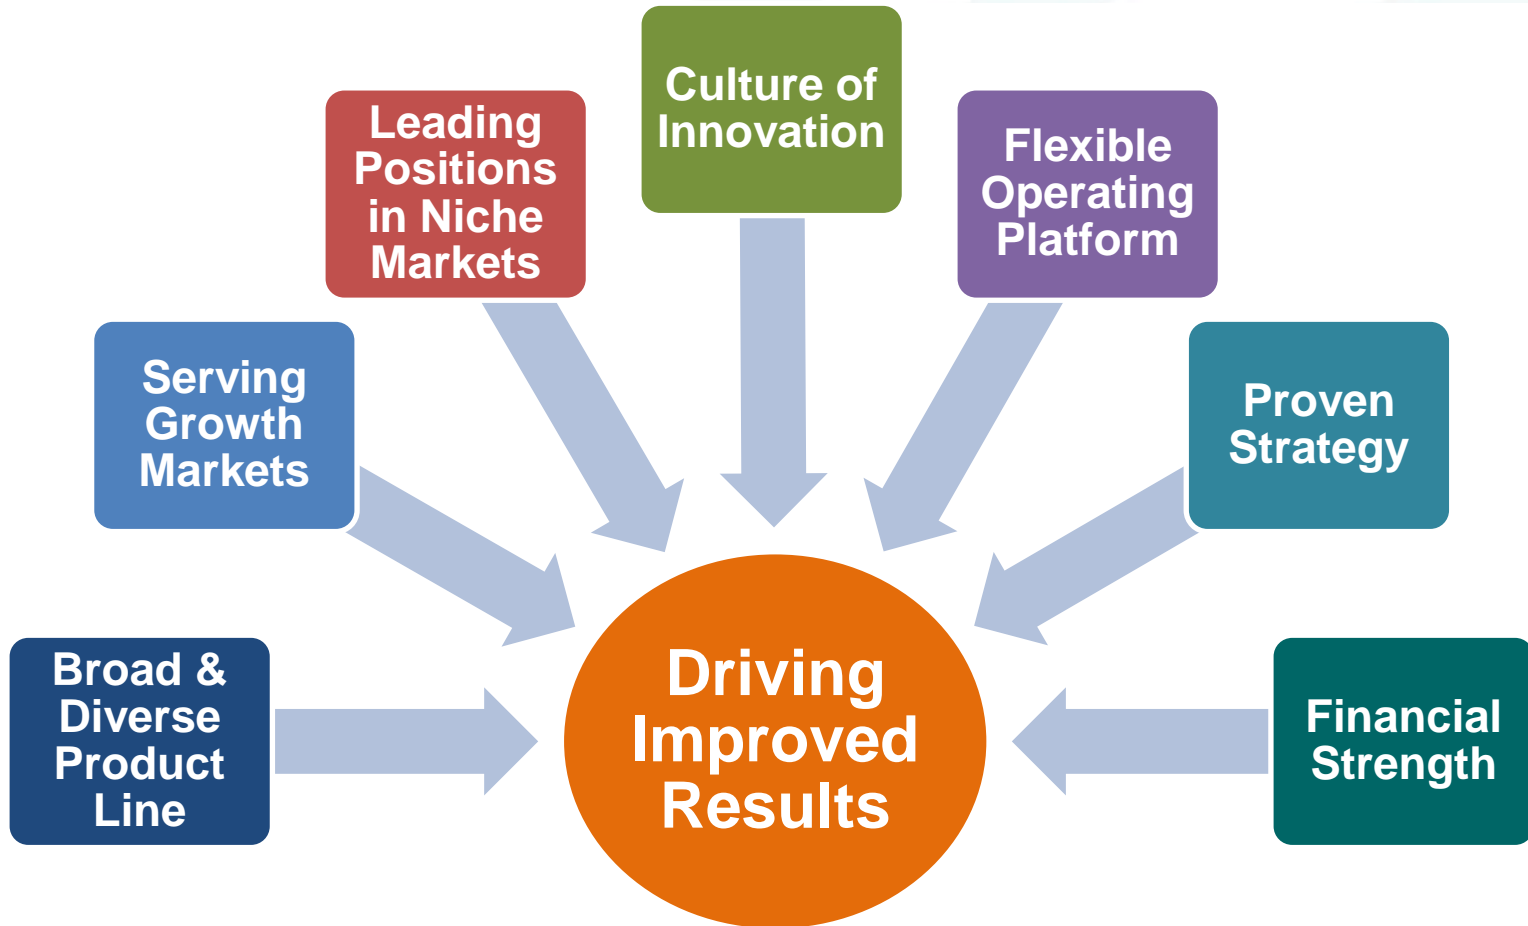 Culture of
Innovation
Leading
Positions
in Niche
Markets
Flexible
Operating
Platform
Serving
Growth
Markets
Proven
Strategy
Broad &
Diverse
Product
Line
Driving
Improved
Results
Financial
Strength